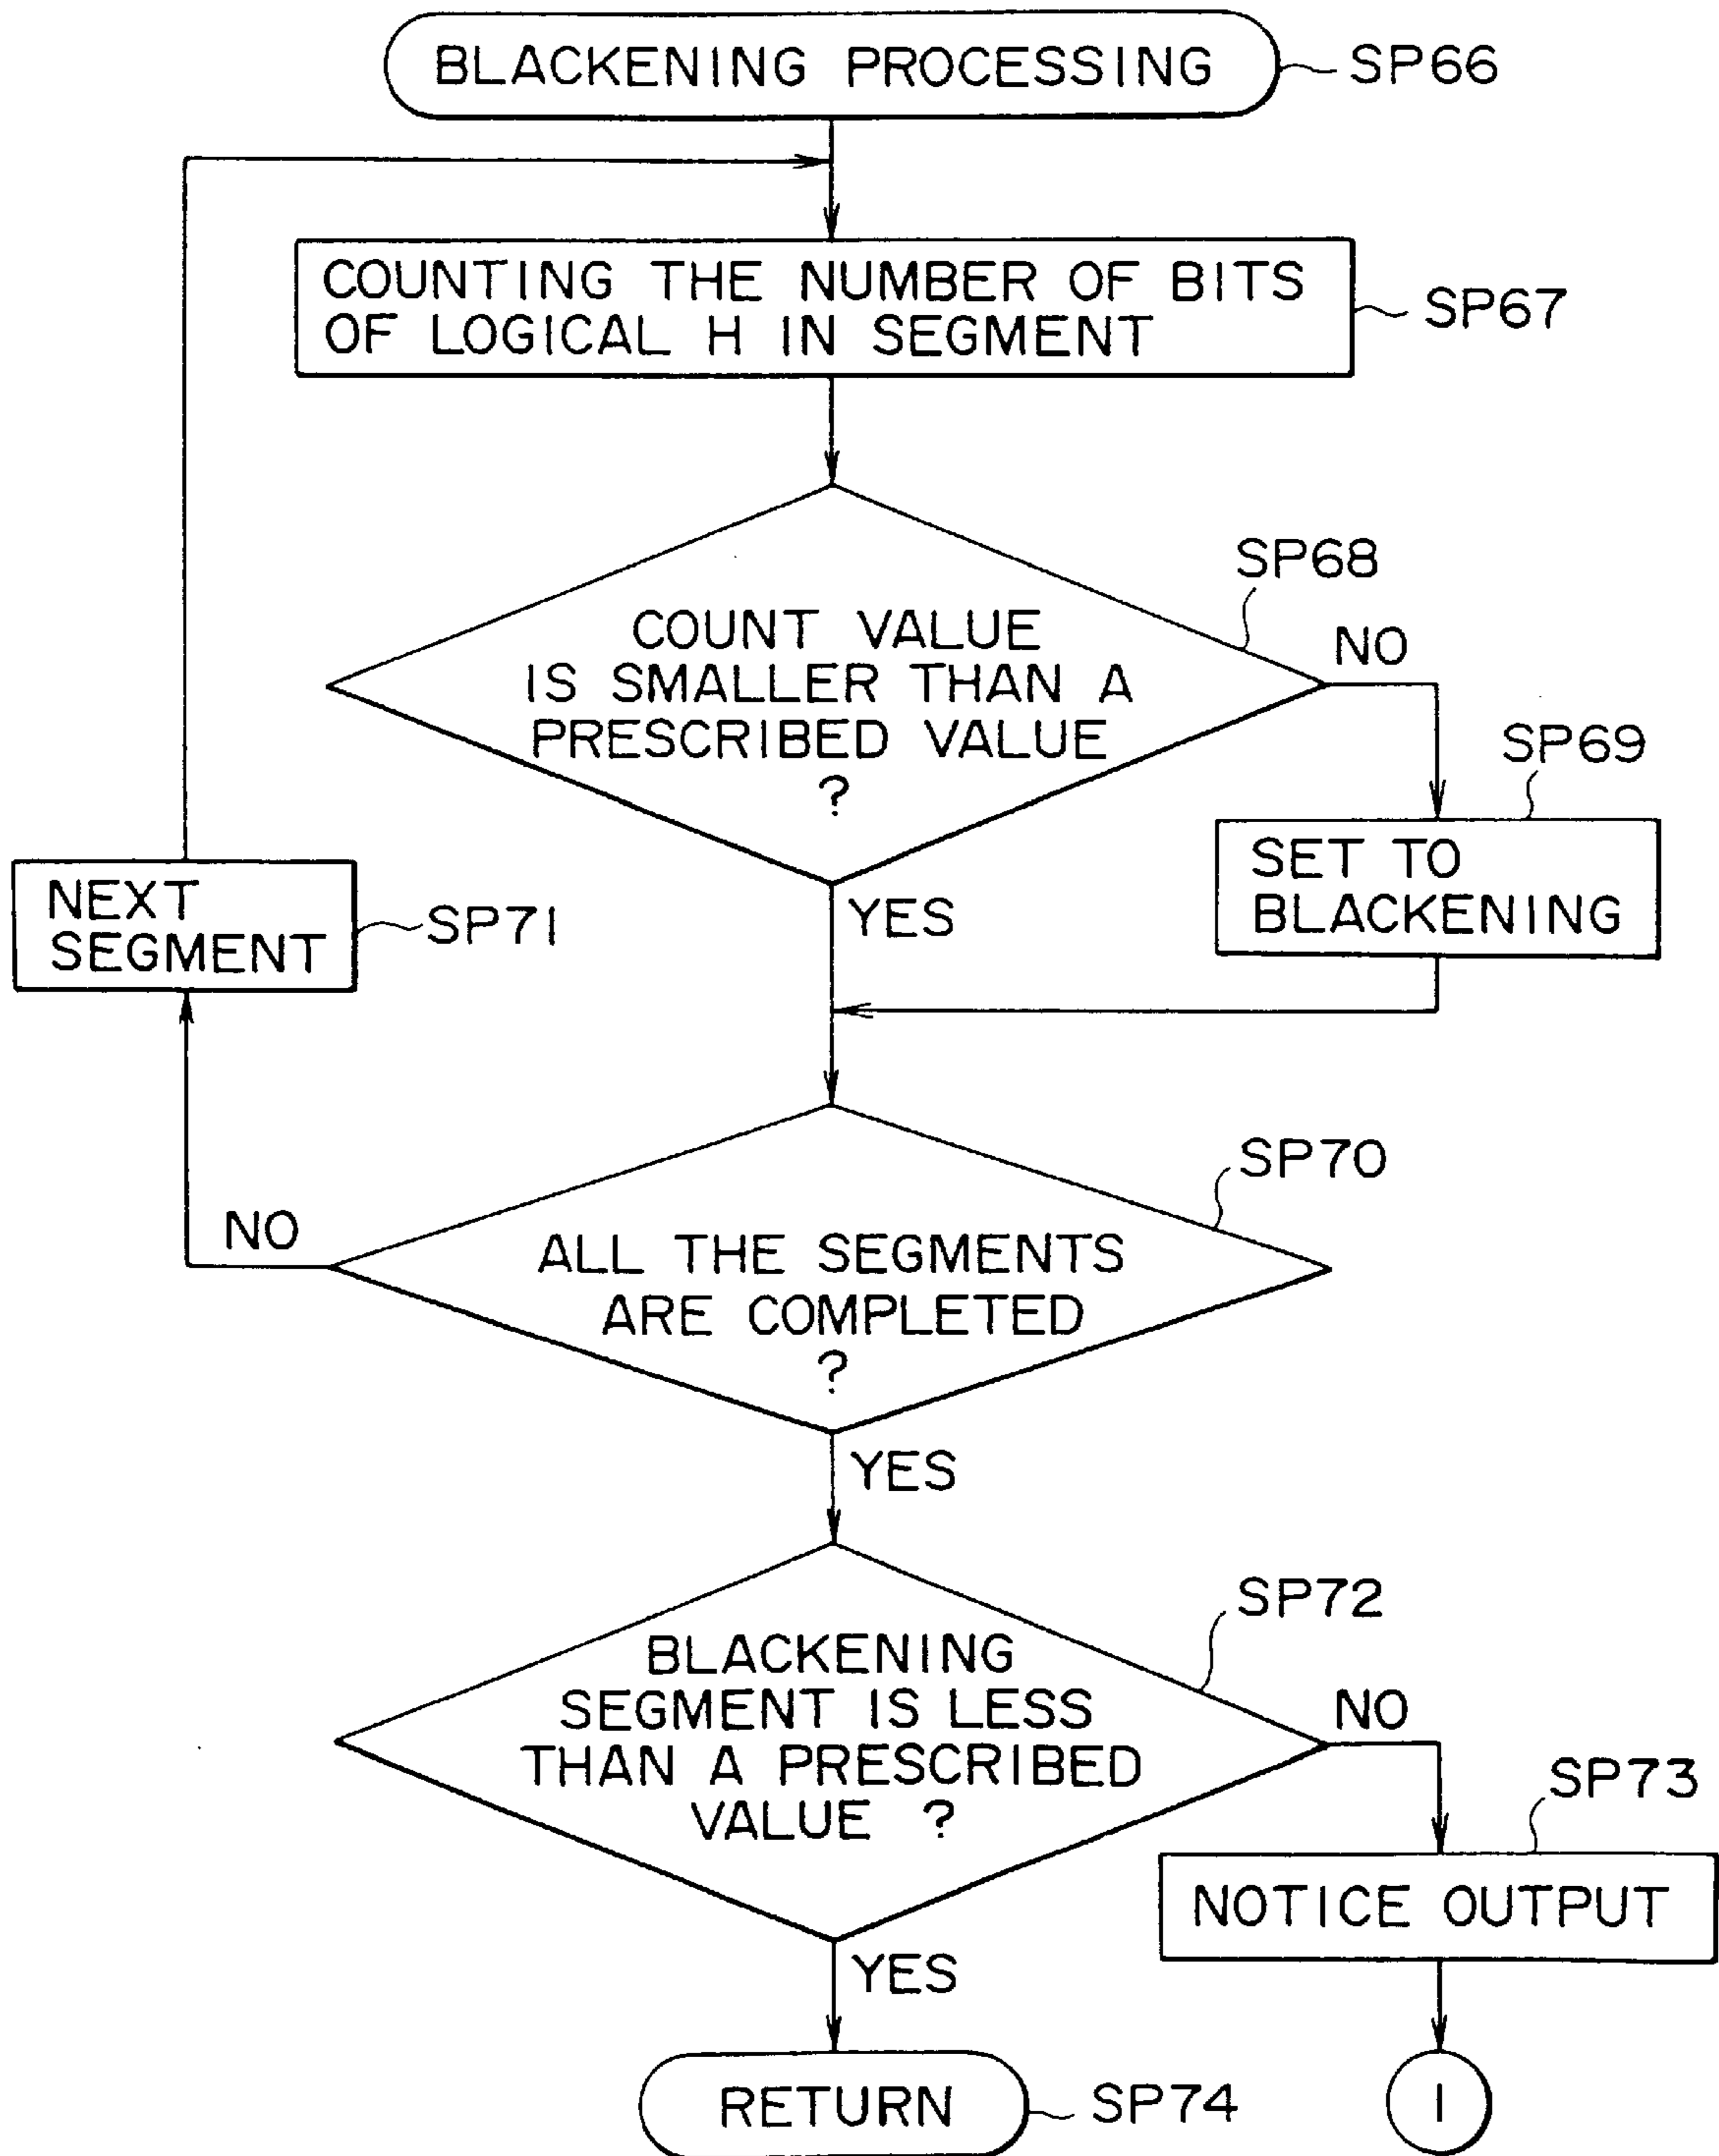 BLACKENING PROCESSING
SP66
COUNTING THE NUMBER OF BITS
OF LOGICAL H IN SEGMENT
SP67
SP68
COUNT VALUE
IS SMALLER THAN A
PRESCRIBED VALUE
?
NO
SP69
SET TO
BLACKENING
YES
NEXT
SEGMENT
SP71
SP70
NO
ALL THE SEGMENTS
ARE COMPLETED
?
YES
SP72
BLACKENING
SEGMENT IS LESS
THAN A PRESCRIBED
VALUE ?
NO
SP73
NOTICE OUTPUT
YES
RETURN
SP74
1